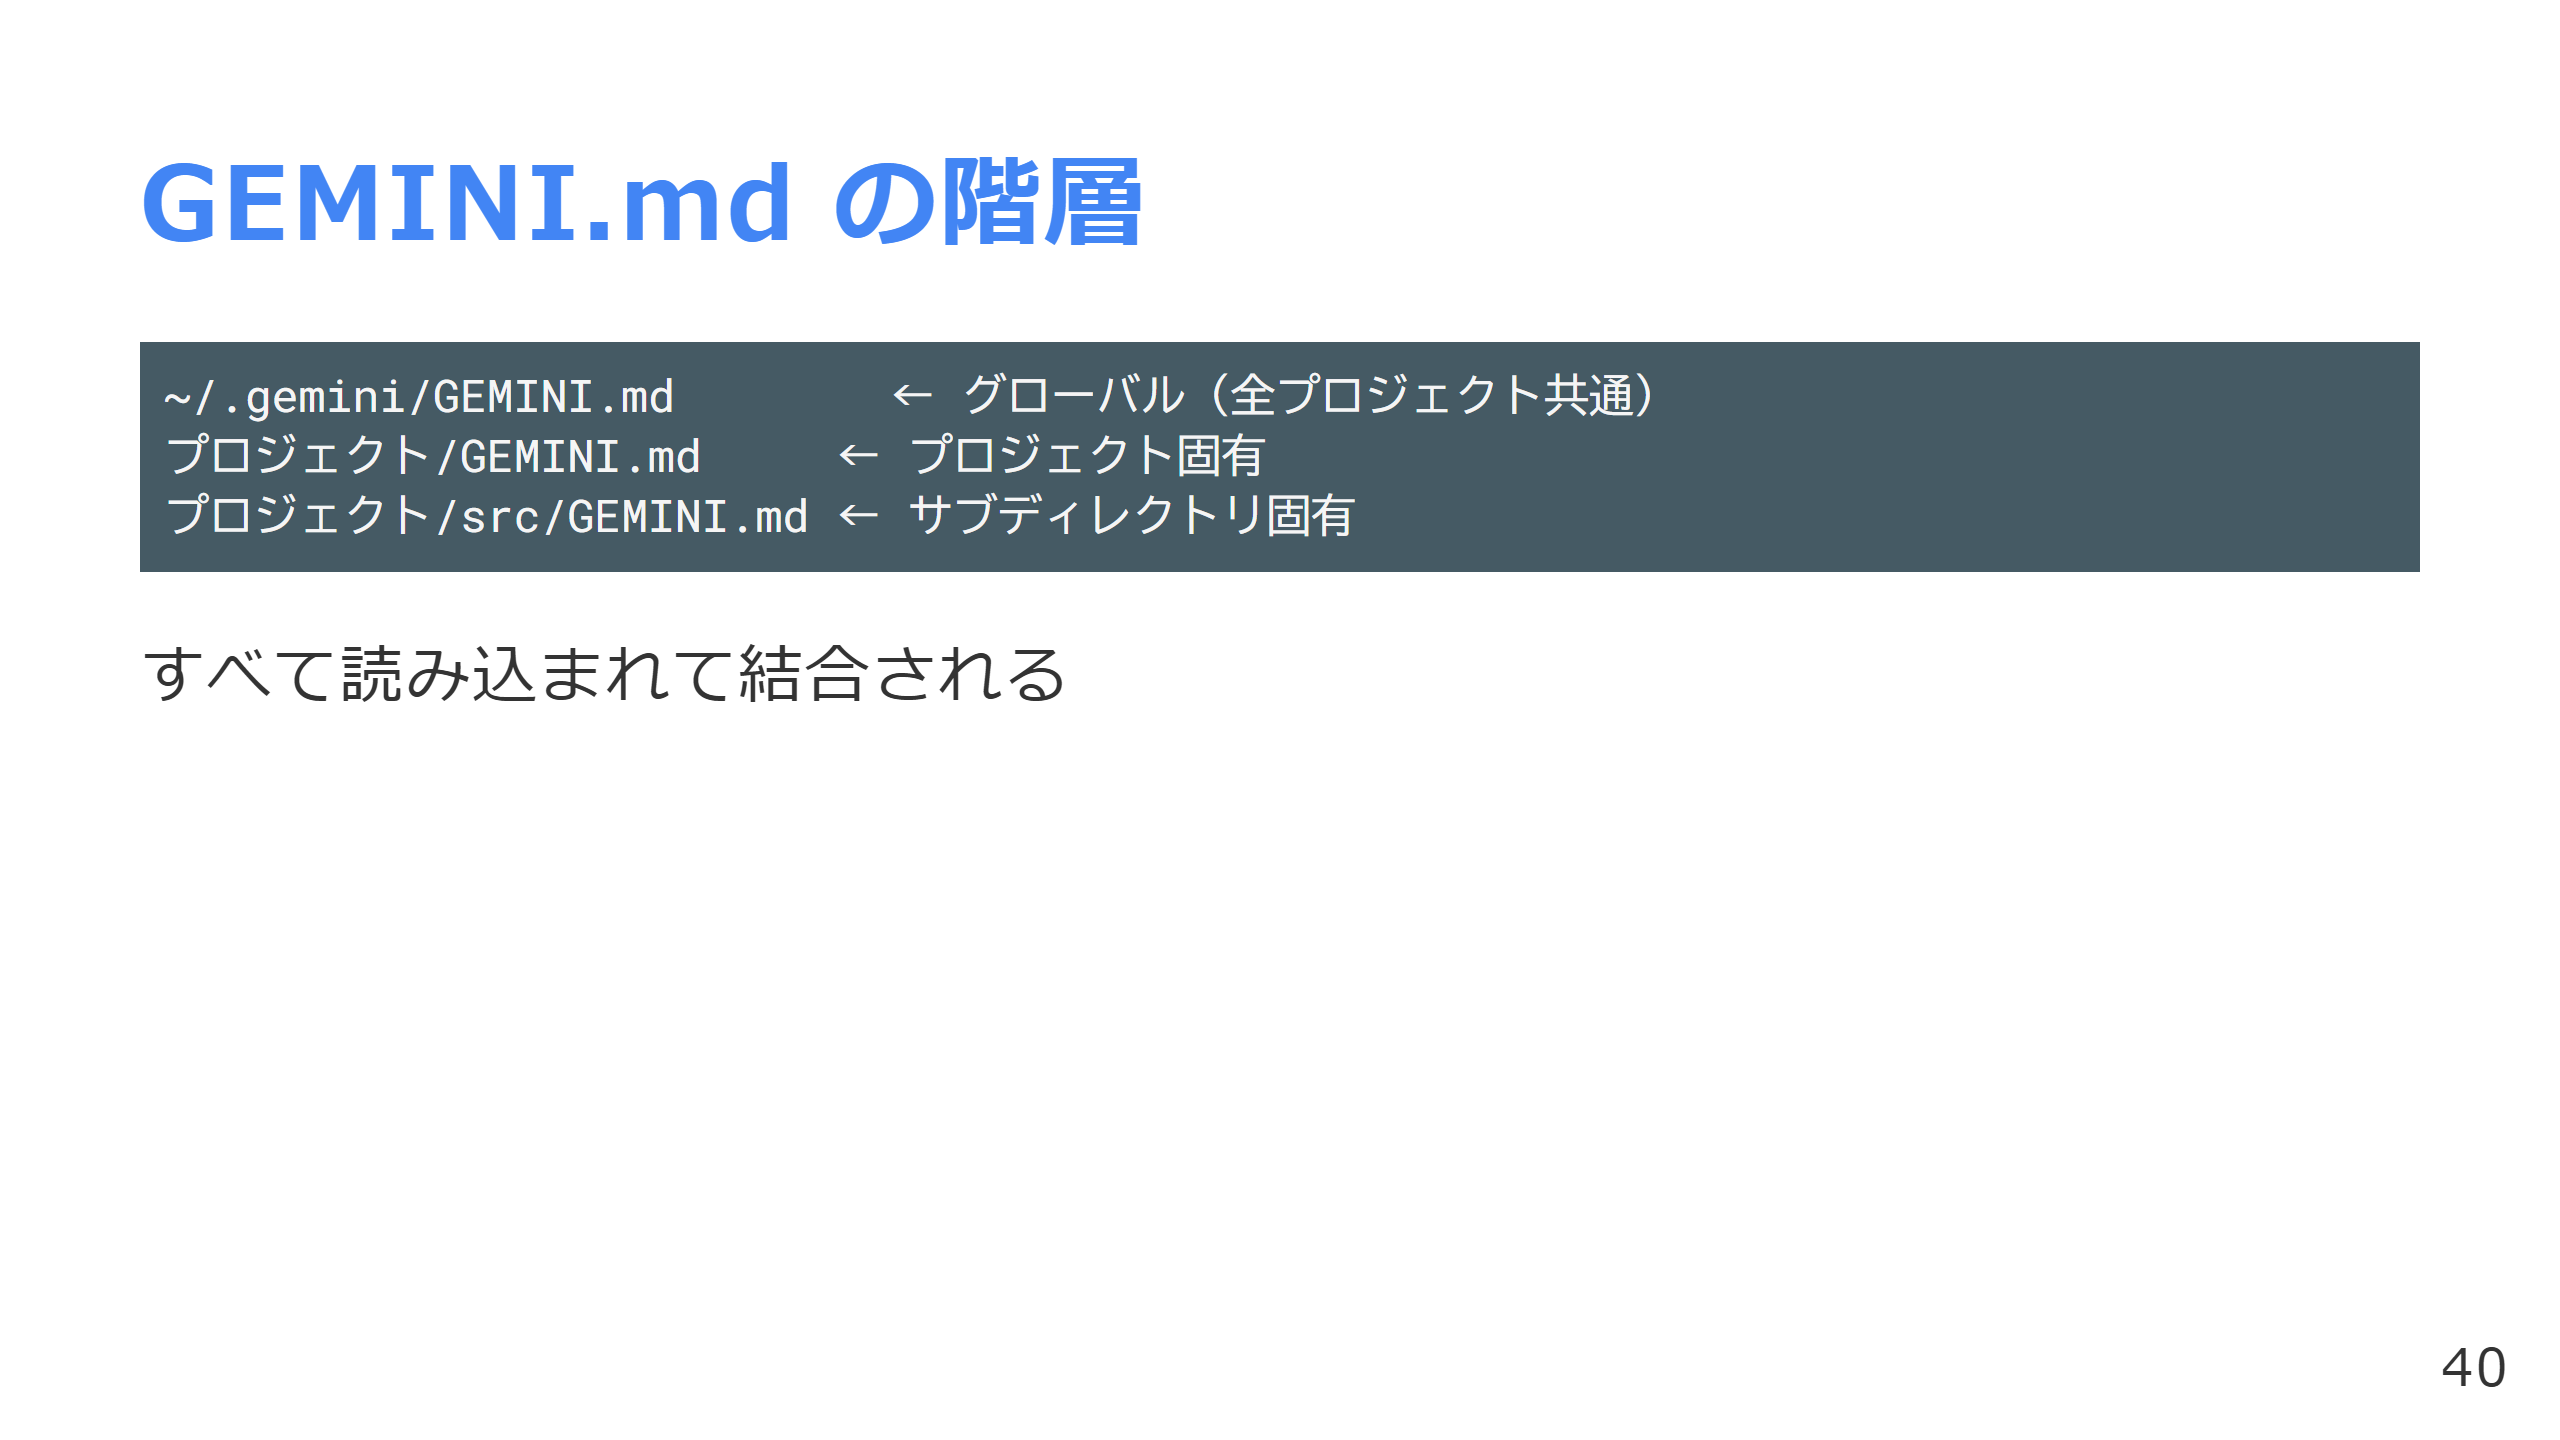 GEMINI.md の階層
~/.gemini/GEMINI.md        ← グローバル（全プロジェクト共通）
プロジェクト/GEMINI.md     ← プロジェクト固有
プロジェクト/src/GEMINI.md ← サブディレクトリ固有
すべて読み込まれて結合される
40